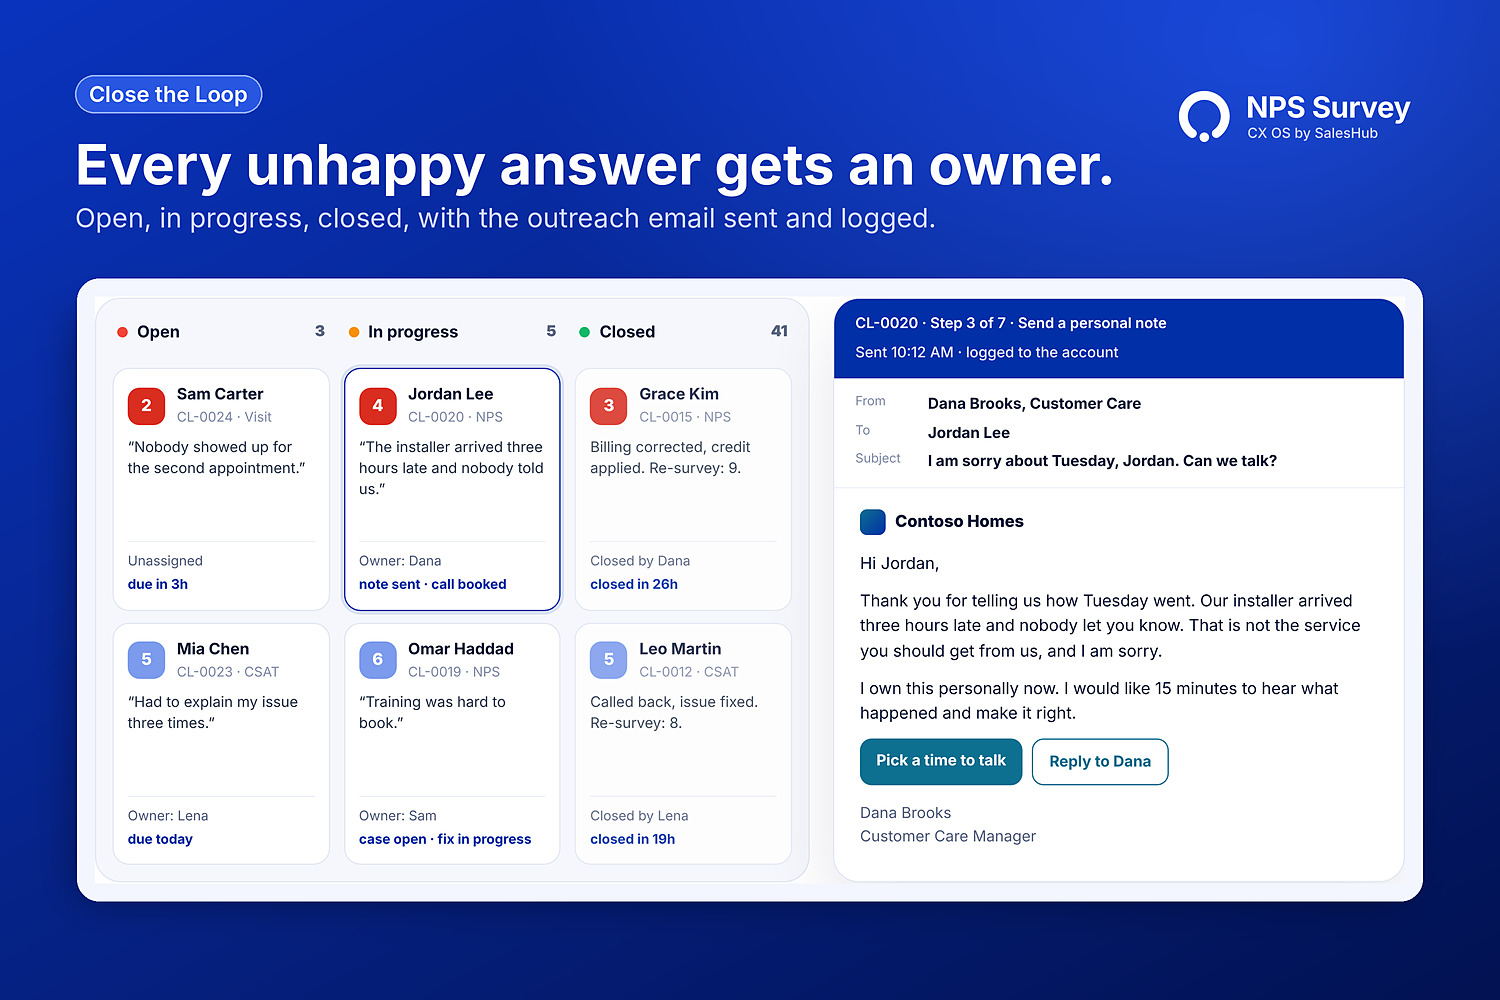 Close the Loop
Every unhappy answer gets an owner.
Open, in progress, closed, with the outreach email sent and logged.
NPS Survey
CX OS by SalesHub
Open 3
2
Sam Carter
CL-0024 · Visit
“Nobody showed up for
the second appointment.”
Unassigned
due in 3h
5
Mia Chen
CL-0023 · CSAT
“Had to explain my issue
three times.”
Owner: Lena
due today
In progress 5
4
Jordan Lee
CL-0020 · NPS
“The installer arrived three
hours late and nobody told
us.”
Owner: Dana
note sent · call booked
6
Omar Haddad
CL-0019 · NPS
“Training was hard to
book.”
Owner: Sam
case open · fix in progress
Closed 41
3
Grace Kim
CL-0015 · NPS
Billing corrected, credit
applied. Re-survey: 9.
Closed by Dana
closed in 26h
5
Leo Martin
CL-0012 · CSAT
Called back, issue fixed.
Re-survey: 8.
Closed by Lena
closed in 19h
CL-0020 · Step 3 of 7 · Send a personal note
Sent 10:12 AM · logged to the account
From Dana Brooks, Customer Care
To Jordan Lee
Subject I am sorry about Tuesday, Jordan. Can we talk?
Contoso Homes
Hi Jordan,
Thank you for telling us how Tuesday went. Our installer arrived
three hours late and nobody let you know. That is not the service
you should get from us, and I am sorry.
I own this personally now. I would like 15 minutes to hear what
happened and make it right.
Pick a time to talk
Reply to Dana
Dana Brooks
Customer Care Manager